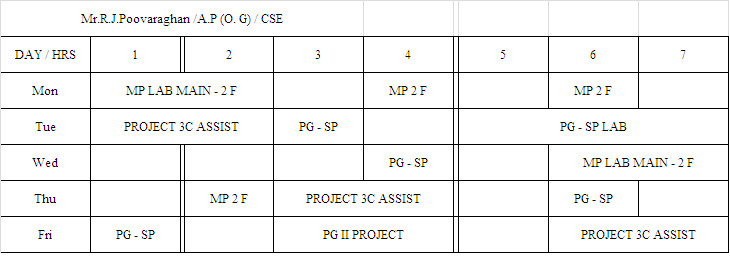 Mr.R.J.Poovaraghan /A.P (O. G) / CSE
DAY / HRS 1 2 3 4 5 6 7
Mon MP LAB MAIN - 2 F MP 2 F MP 2 F
Tue PROJECT 3C ASSIST PG - SP PG - SP LAB
Wed PG - SP MP LAB MAIN - 2 F
Thu MP 2 F PROJECT 3C ASSIST PG - SP
Fri PG - SP PG II PROJECT PROJECT 3C ASSIST